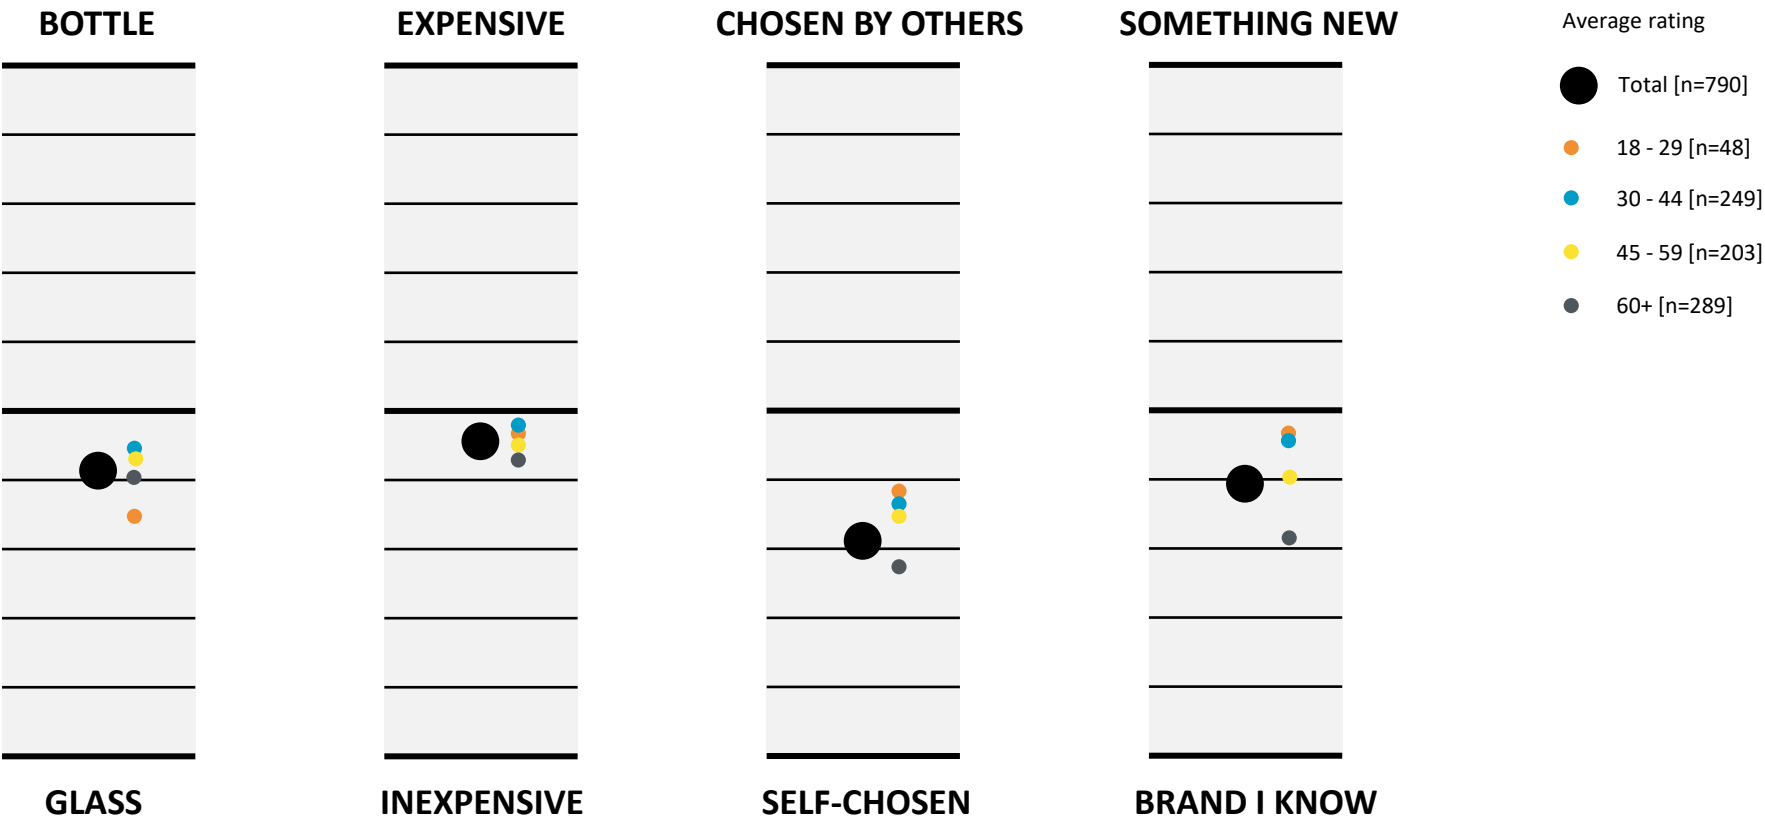 BOTTLE
EXPENSIVE
CHOSEN BY OTHERS
SOMETHING NEW
Average rating
Total [n=790]
18 - 29 [n=48]
30 - 44 [n=249]
45 - 59 [n=203]
60+ [n=289]
GLASS
INEXPENSIVE
SELF-CHOSEN
BRAND I KNOW